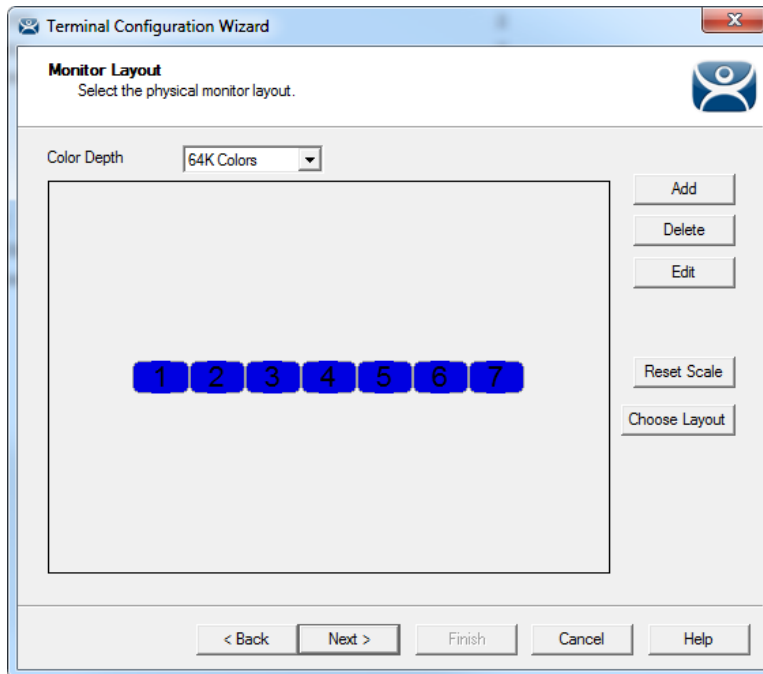 Terminal Configuration Wizard
X
Monitor Layout
Select the physical monitor layout.
Color Depth 64K Colors
Add
Delete
Edit
1 2 3 4 5 6 7
Reset Scale
Choose Layout
< Back Next > Finish Cancel Help